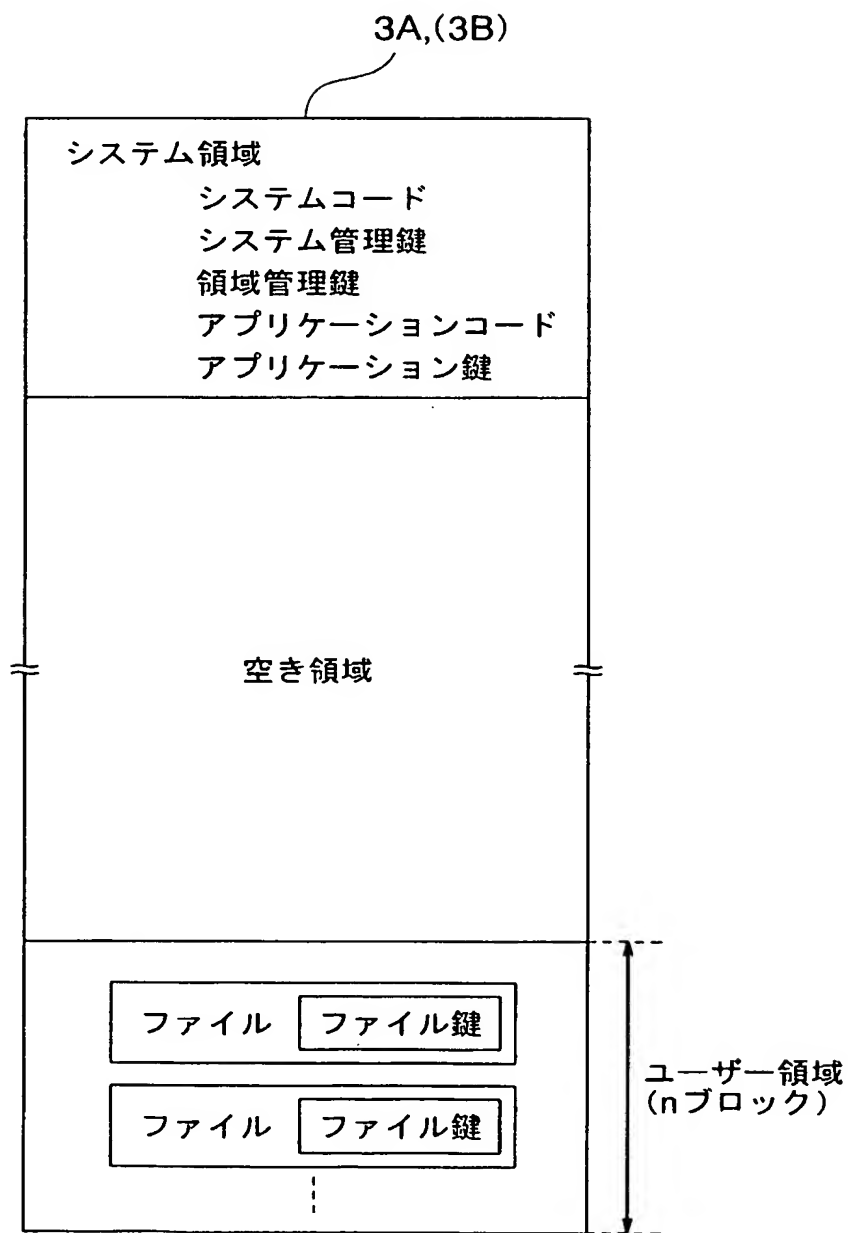 3A,(3B)
システム領域
システムコード
システム管理鍵
領域管理鍵
アプリケーションコード
アプリケーション鍵
空き領域
ファイル ファイル鍵
ファイル ファイル鍵
ユーザー領域
(nブロック)